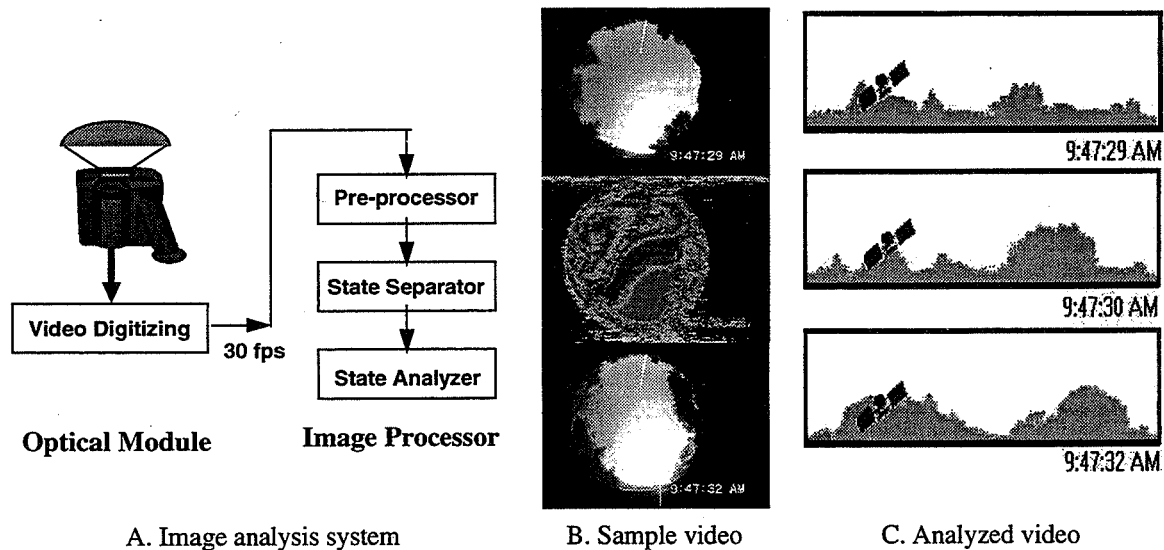 Video Digitizing
30 fps
Optical Module
Pre-processor
State Separator
State Analyzer
Image Processor
A. Image analysis system
9:47:29 AM
9:47:32 AM
B. Sample video
9:47:29 AM
9:47:30 AM
9:47:32 AM
C. Analyzed video